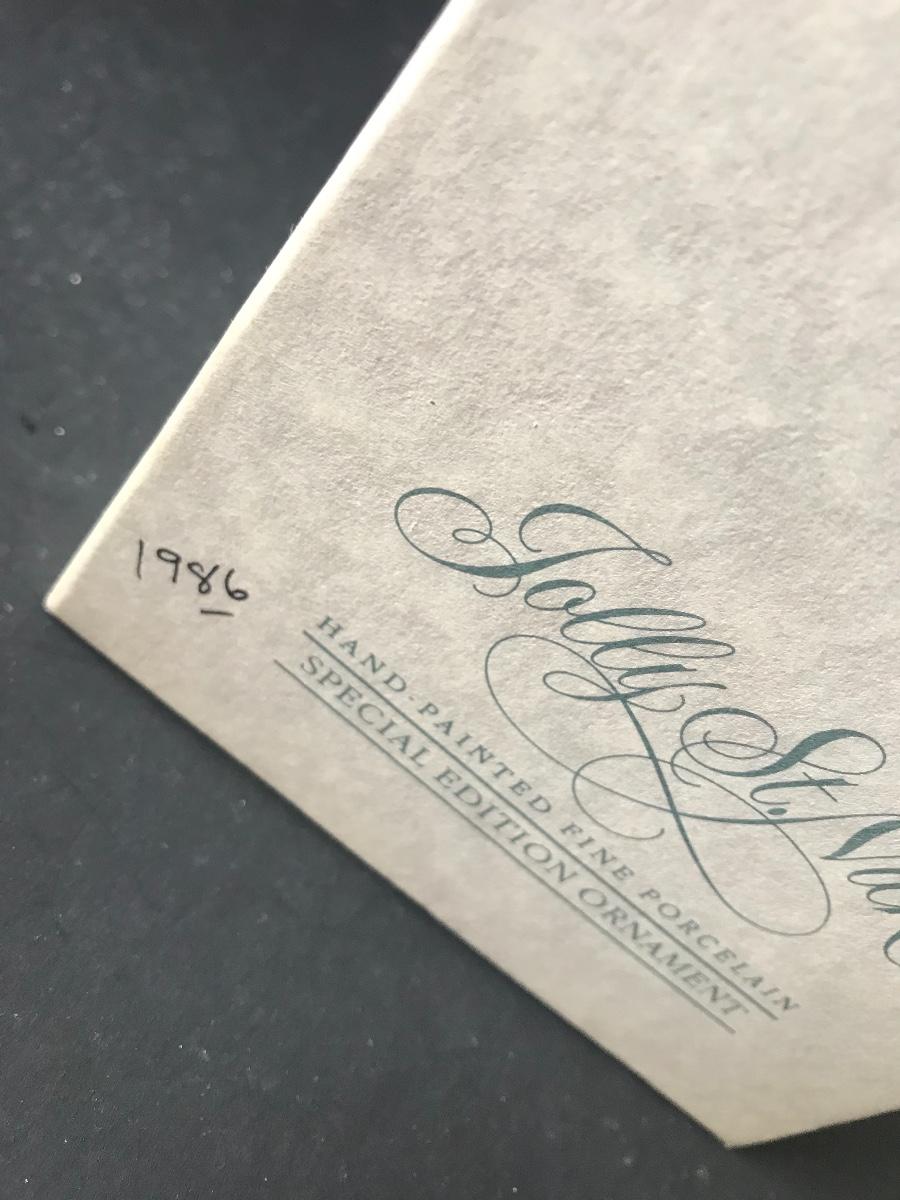 1986
Jolly St. 
HAND-PAINTED FINE PORCELAIN
SPECIAL EDITION ORNAMENT